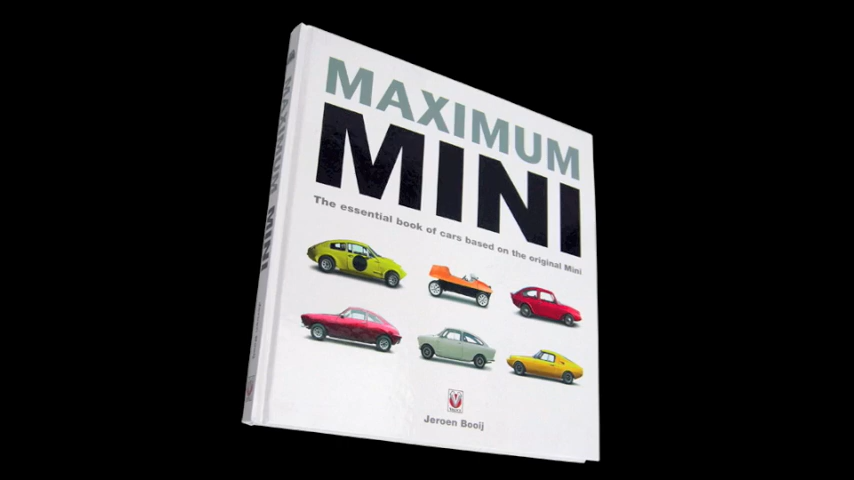 MAXIMUM
MINI
The essential book of cars based on the original Mini
Jeroen Booij
MAXIMUM MINI